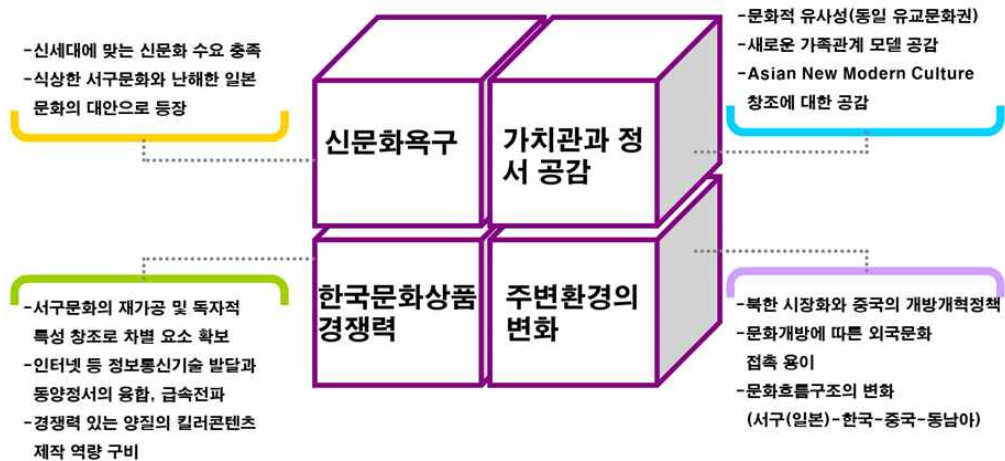 -신세대에 맞는 신문화 수요 충족
-식상한 서구문화와 난해한 일본
문화의 대안으로 등장
신문화욕구
가치관과 정
서 공감
-문화적 유사성(동일 유교문화권)
-새로운 가족관계 모델 공감
-Asian New Modern Culture
창조에 대한 공감
-서구문화의 재가공 및 독자적
특성 창조로 차별 요소 확보
-인터넷 등 정보통신기술 발달과
동양정서의 융합, 급속전파
-경쟁력 있는 양질의 킬러콘텐츠
제작 역량 구비
한국문화상품
경쟁력
주변환경의
변화
-북한 시장화와 중국의 개방개혁정책
-문화개방에 따른 외국문화
접촉 용이
-문화흐름구조의 변화
(서구(일본)-한국-중국-동남아)